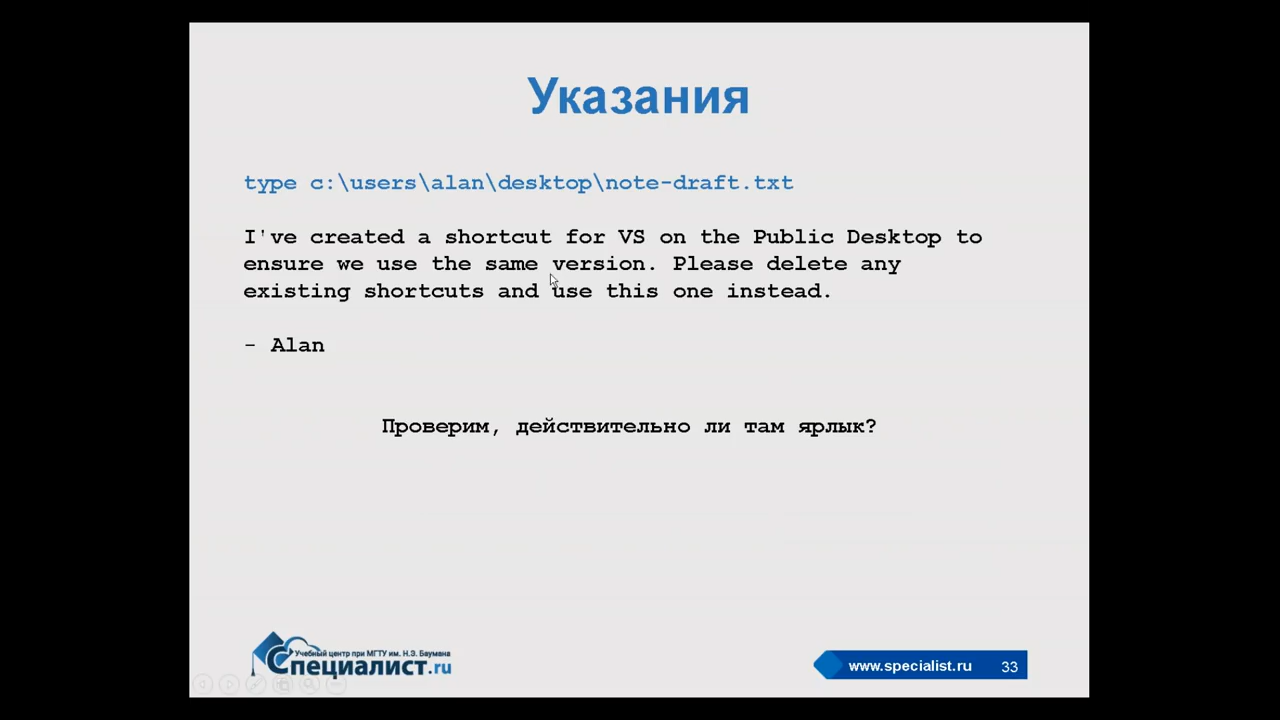 Указания
type c:\users\alan\desktop\note-draft.txt
I've created a shortcut for VS on the Public Desktop to
ensure we use the same version. Please delete any
existing shortcuts and use this one instead.
- Alan
Проверим, действительно ли там ярлык?
Учебный центр при МГТУ им. Н.Э. Баумана
Специалист.ru
www.specialist.ru 33